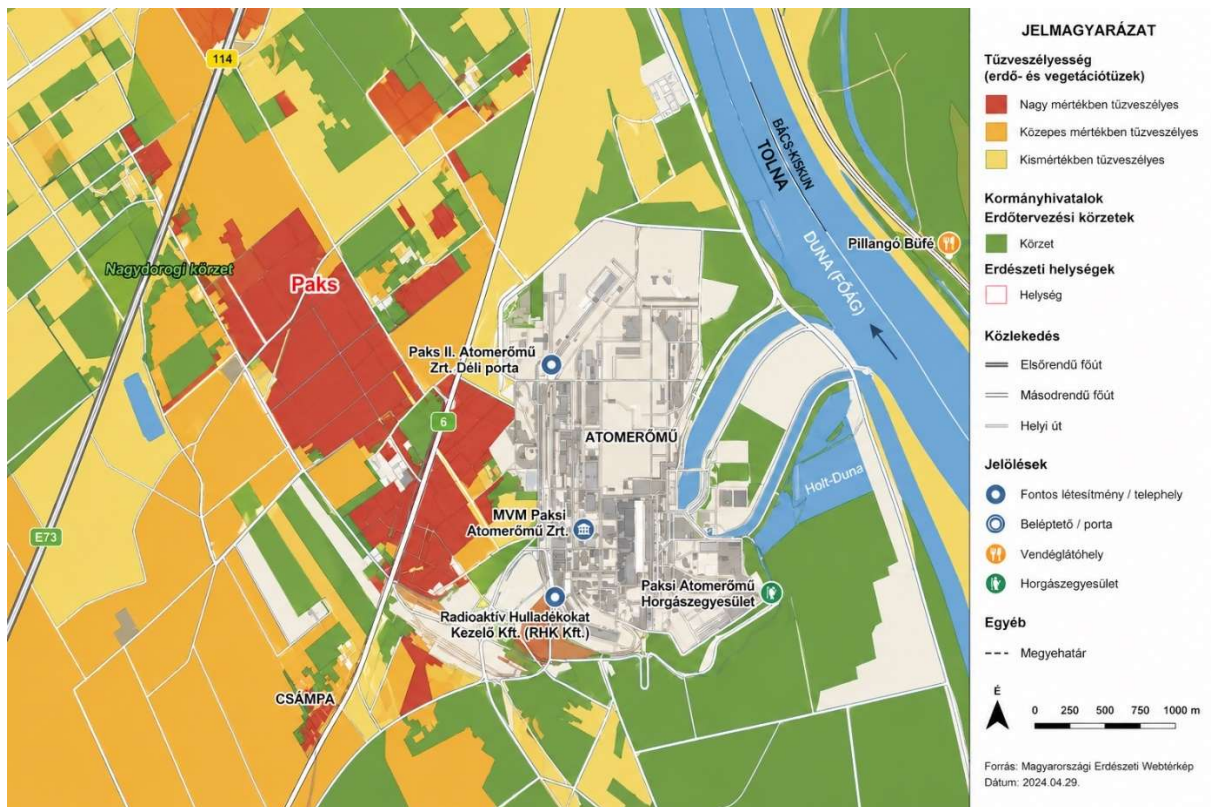 114
Nagydorogi körzet
Paks
BÁCS-KISKUN
TOLNA
DUNA (FŐÁG)
Pillangó Büfé
Paks II. Atomerőmű
Zrt. Déli porta
6
ATOMERŐMŰ
Holt-Duna
MVM Paksi
Atomerőmű Zrt.
E73
Paksi Atomerőmű
Horgászegyesület
Radioaktív Hulladékokat
Kezelő Kft. (RHK Kft.)
CSÁMPA
JELMAGYARÁZAT
Tűzveszélyesség
(erdő- és vegetációtüzek)
Nagy mértékben tűzveszélyes
Közepes mértékben tűzveszélyes
Kismértékben tűzveszélyes
Kormányhivatalok
Erdőtervezési körzetek
Körzet
Erdészeti helységek
Helység
Közlekedés
Elsőrendű főút
Másodrendű főút
Helyi út
Jelölések
Fontos létesítmény / telephely
Beléptető / porta
Vendéglátóhely
Horgászegyesület
Egyéb
Megyehatár
É
0 250 500 750 1000 m
Forrás: Magyarországi Erdészeti Webtérkép
Dátum: 2024.04.29.